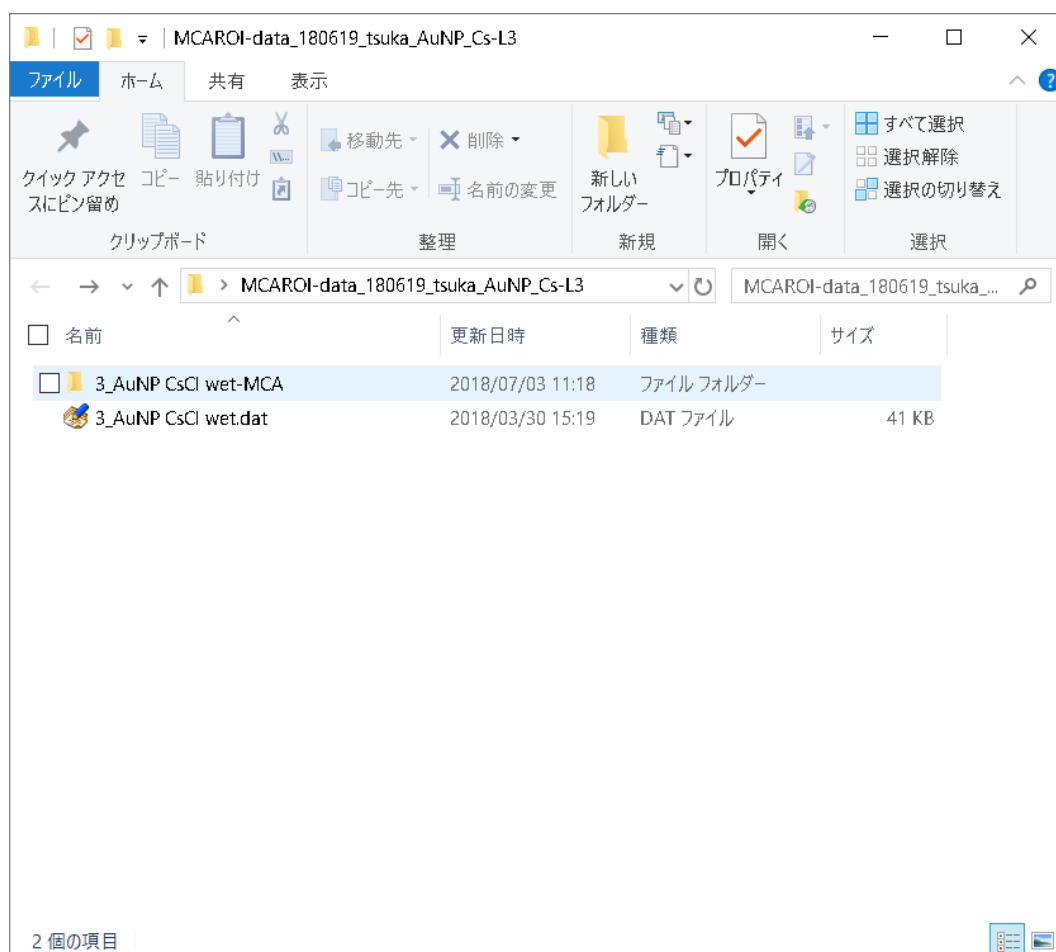 MCAROI-data_180619_tsuka_AuNP_Cs-L3
ファイル ホーム 共有 表示 ?
クイック アクセスにピン留め
コピー
貼り付け
W...
移動先
コピー先
削除
名前の変更
新しいフォルダー
プロパティ
すべて選択
選択解除
選択の切り替え
クリップボード 整理 新規 開く 選択
MCAROI-data_180619_tsuka_AuNP_Cs-L3 MCAROI-data_180619_tsuka_...
名前 更新日時 種類 サイズ
3_AuNP CsCl wet-MCA 2018/07/03 11:18 ファイル フォルダー
3_AuNP CsCl wet.dat 2018/03/30 15:19 DAT ファイル 41 KB
2 個の項目